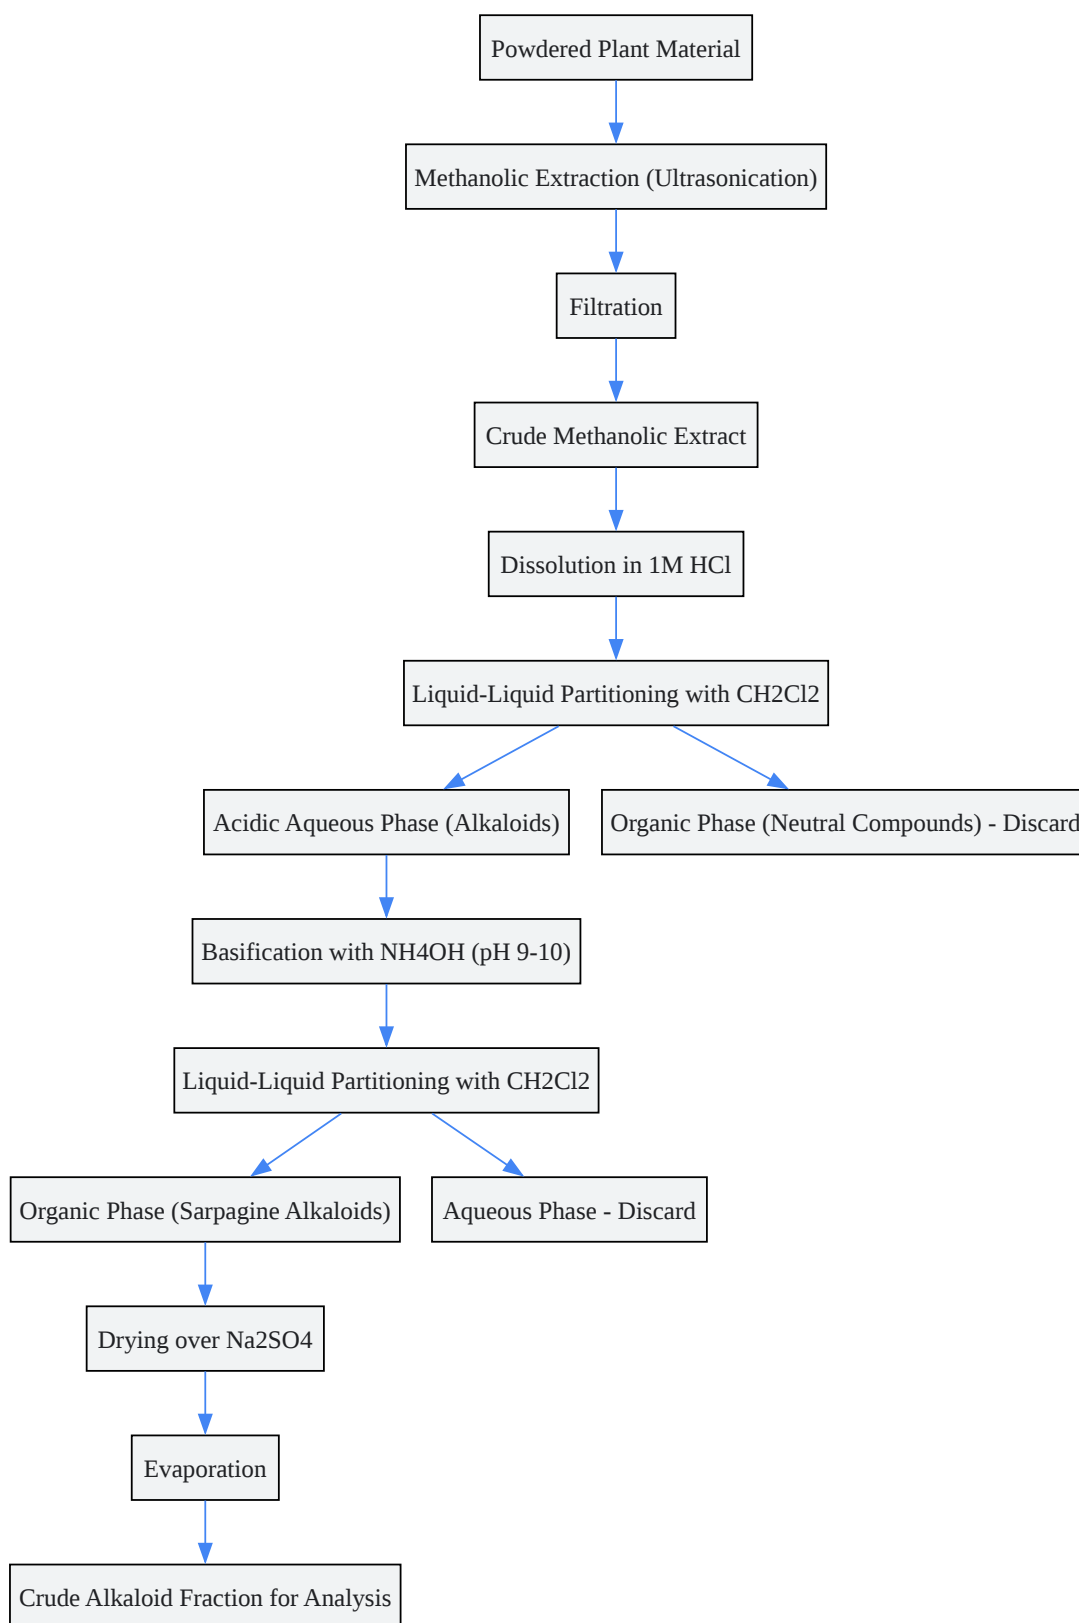 Powdered Plant Material
Methanolic Extraction (Ultrasonication)
Filtration
Crude Methanolic Extract
Dissolution in 1M HCl
Liquid-Liquid Partitioning with CH2Cl2
Acidic Aqueous Phase (Alkaloids)
Organic Phase (Neutral Compounds) - Discard
Basification with NH4OH (pH 9-10)
Liquid-Liquid Partitioning with CH2Cl2
Organic Phase (Sarpagine Alkaloids)
Aqueous Phase - Discard
Drying over Na2SO4
Evaporation
Crude Alkaloid Fraction for Analysis